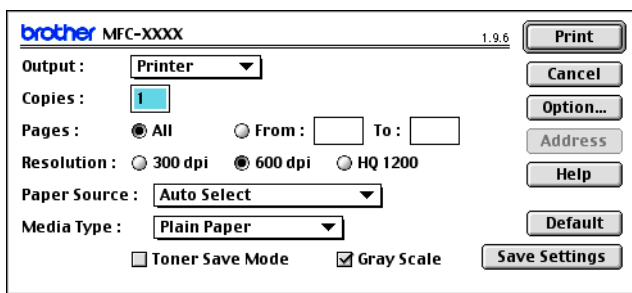 brother MFC-XXXX 1.9.6 Print
Output : Printer Cancel
Copies : 1 Option...
Pages : All From : To : Address
Resolution : 300 dpi 600 dpi HQ 1200 Help
Paper Source : Auto Select
Media Type : Plain Paper Default
Toner Save Mode Gray Scale Save Settings